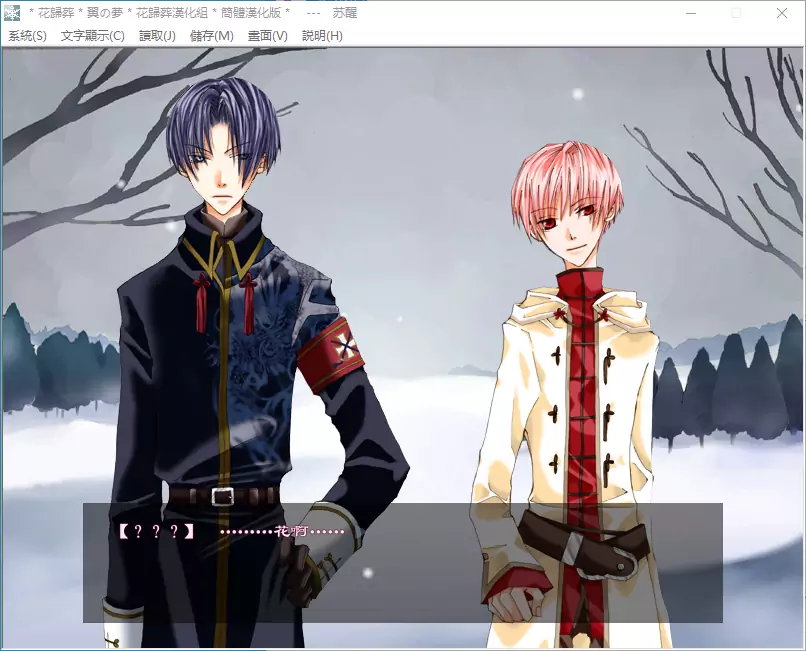 * 花歸葬 * 翼の夢 * 花歸葬漢化組 * 簡體漢化版 * --- 苏醒
系統(S) 文字顯示(C) 讀取(J) 儲存(M) 畫面(V) 說明(H)
【？？？】 ………花啊……